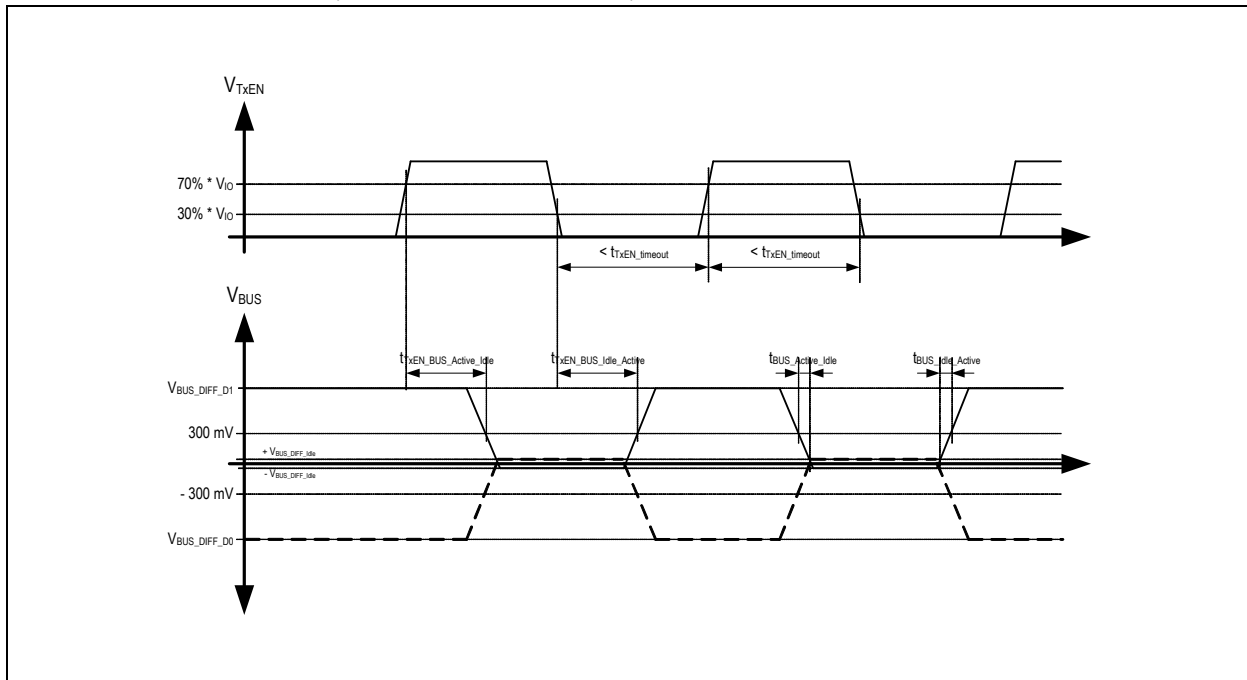 VTxEN
70% * VIO
30% * VIO
< tTxEN_timeout
< tTxEN_timeout
VBUS
tTxEN_BUS_Active_Idle
tTxEN_BUS_Idle_Active
tBUS_Active_Idle
tBUS_Idle_Active
VBUS_DIFF_D1
300 mV
+ VBUS_DIFF_Idle
- VBUS_DIFF_Idle
- 300 mV
VBUS_DIFF_D0